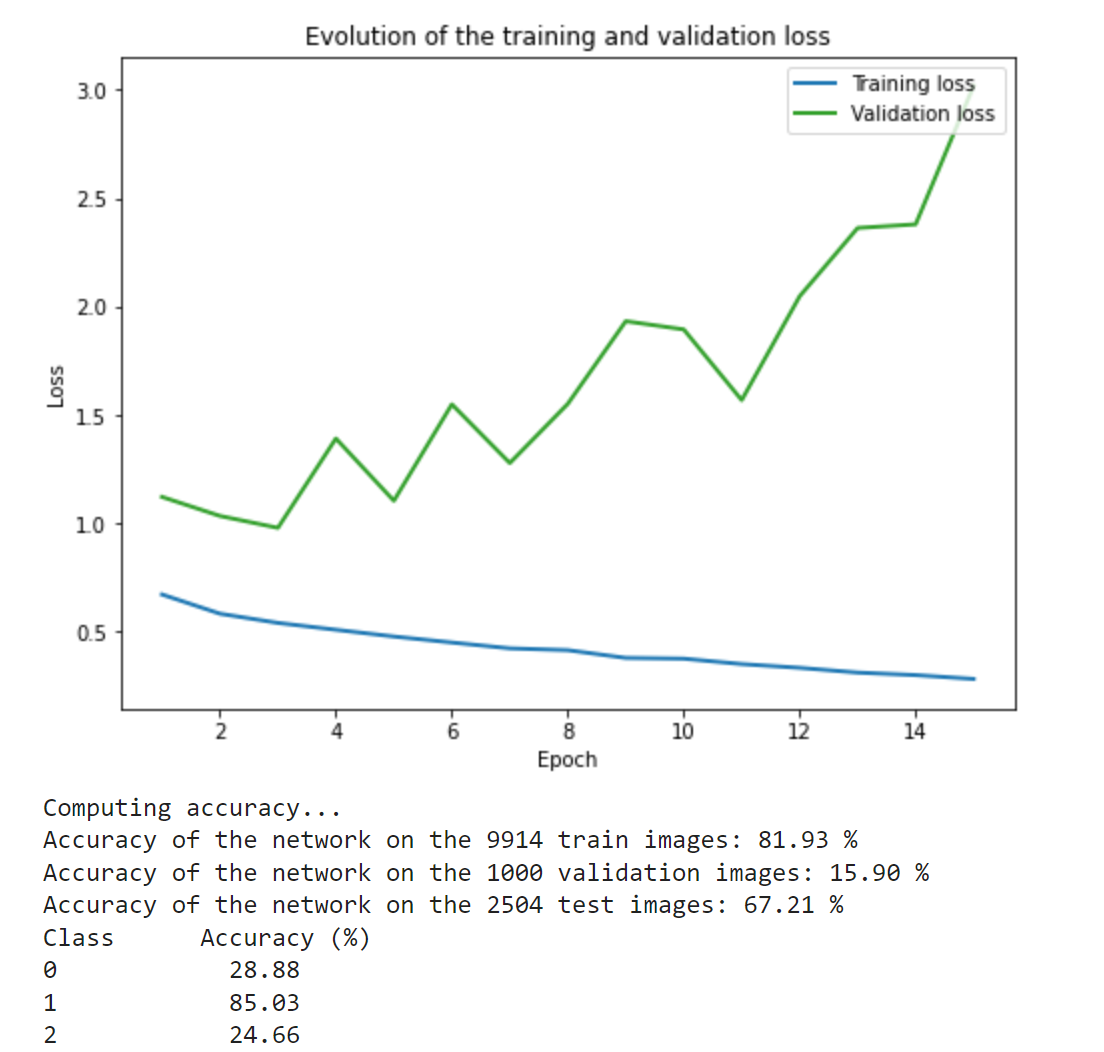 Evolution of the training and validation loss
3.0
2.5
2.0
1.5
1.0
0.5
Loss
Training loss
Validation loss
2 4 6 8 10 12 14
Epoch
Computing accuracy...
Accuracy of the network on the 9914 train images: 81.93 %
Accuracy of the network on the 1000 validation images: 15.90 %
Accuracy of the network on the 2504 test images: 67.21 %
Class Accuracy (%)
0 28.88
1 85.03
2 24.66